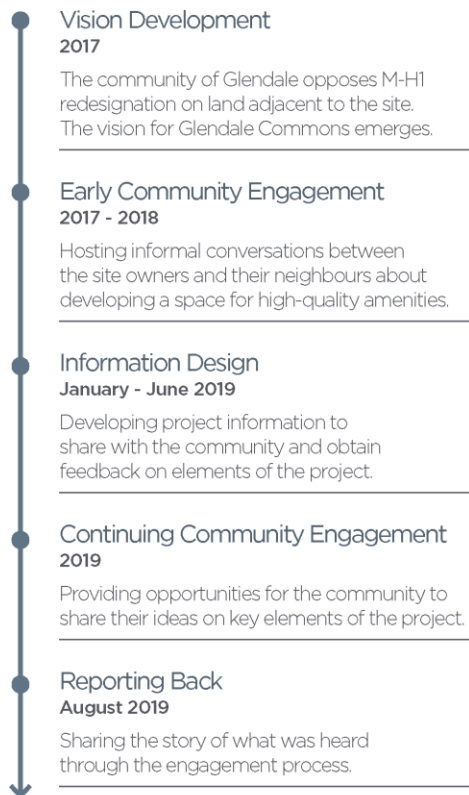 Vision Development
2017
The community of Glendale opposes M-H1
redesignation on land adjacent to the site.
The vision for Glendale Commons emerges.
Early Community Engagement
2017 - 2018
Hosting informal conversations between
the site owners and their neighbours about
developing a space for high-quality amenities.
Information Design
January - June 2019
Developing project information to
share with the community and obtain
feedback on elements of the project.
Continuing Community Engagement
2019
Providing opportunities for the community to
share their ideas on key elements of the project.
Reporting Back
August 2019
Sharing the story of what was heard
through the engagement process.